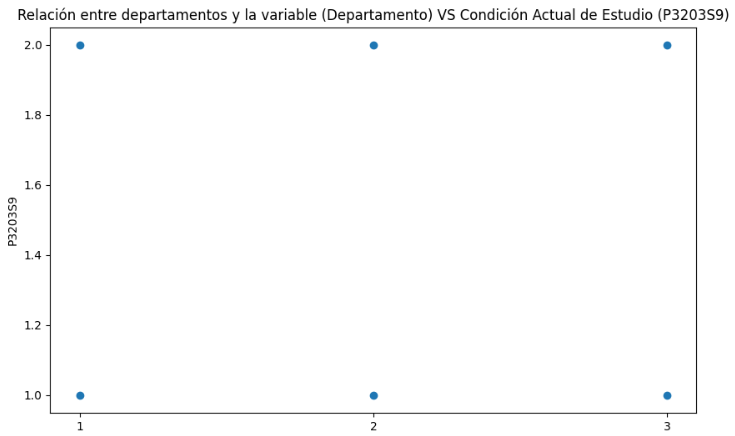 Relación entre departamentos y la variable (Departamento) VS Condición Actual de Estudio (P3203S9)
2.0
1.8
1.6
1.4
1.2
1.0
P3203S9
1 2 3